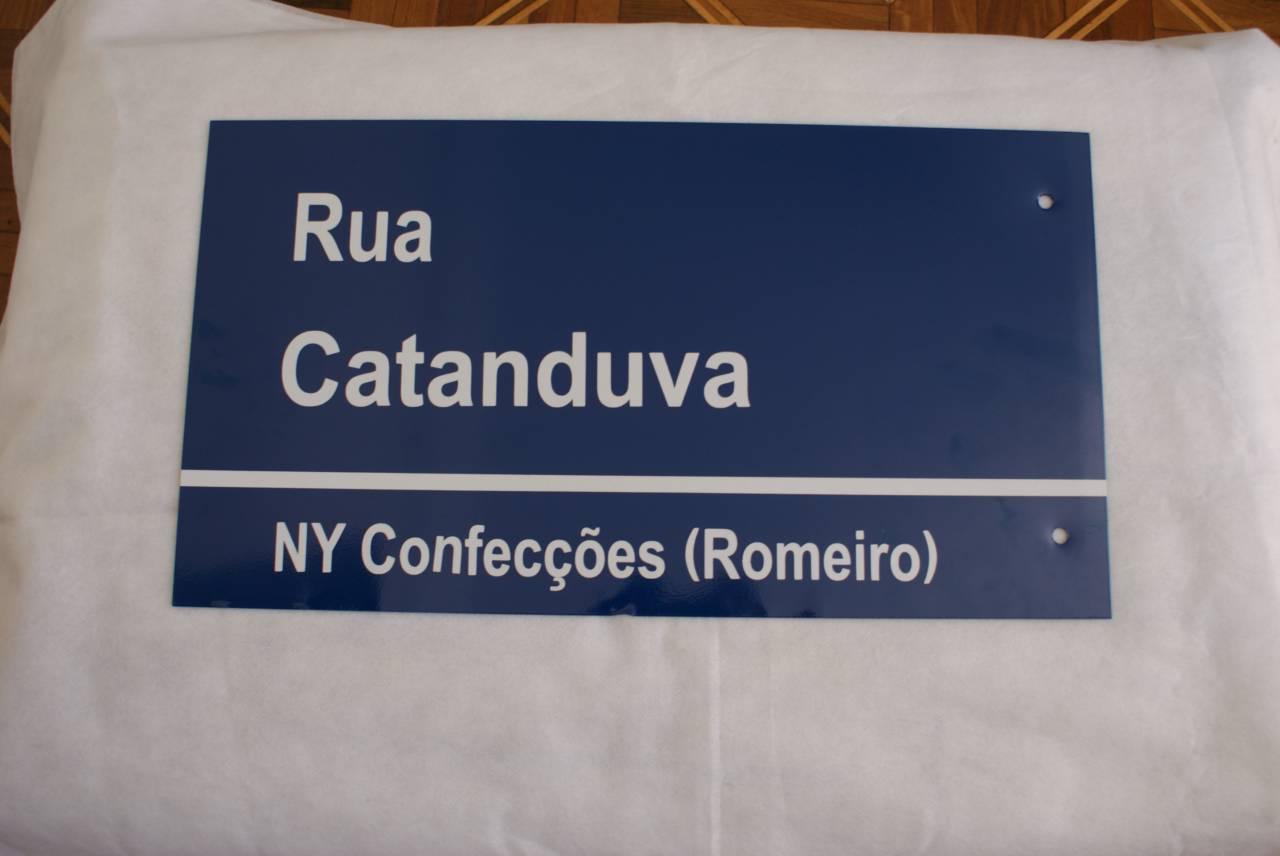 Rua
Catanduva
NY Confecções (Romeiro)